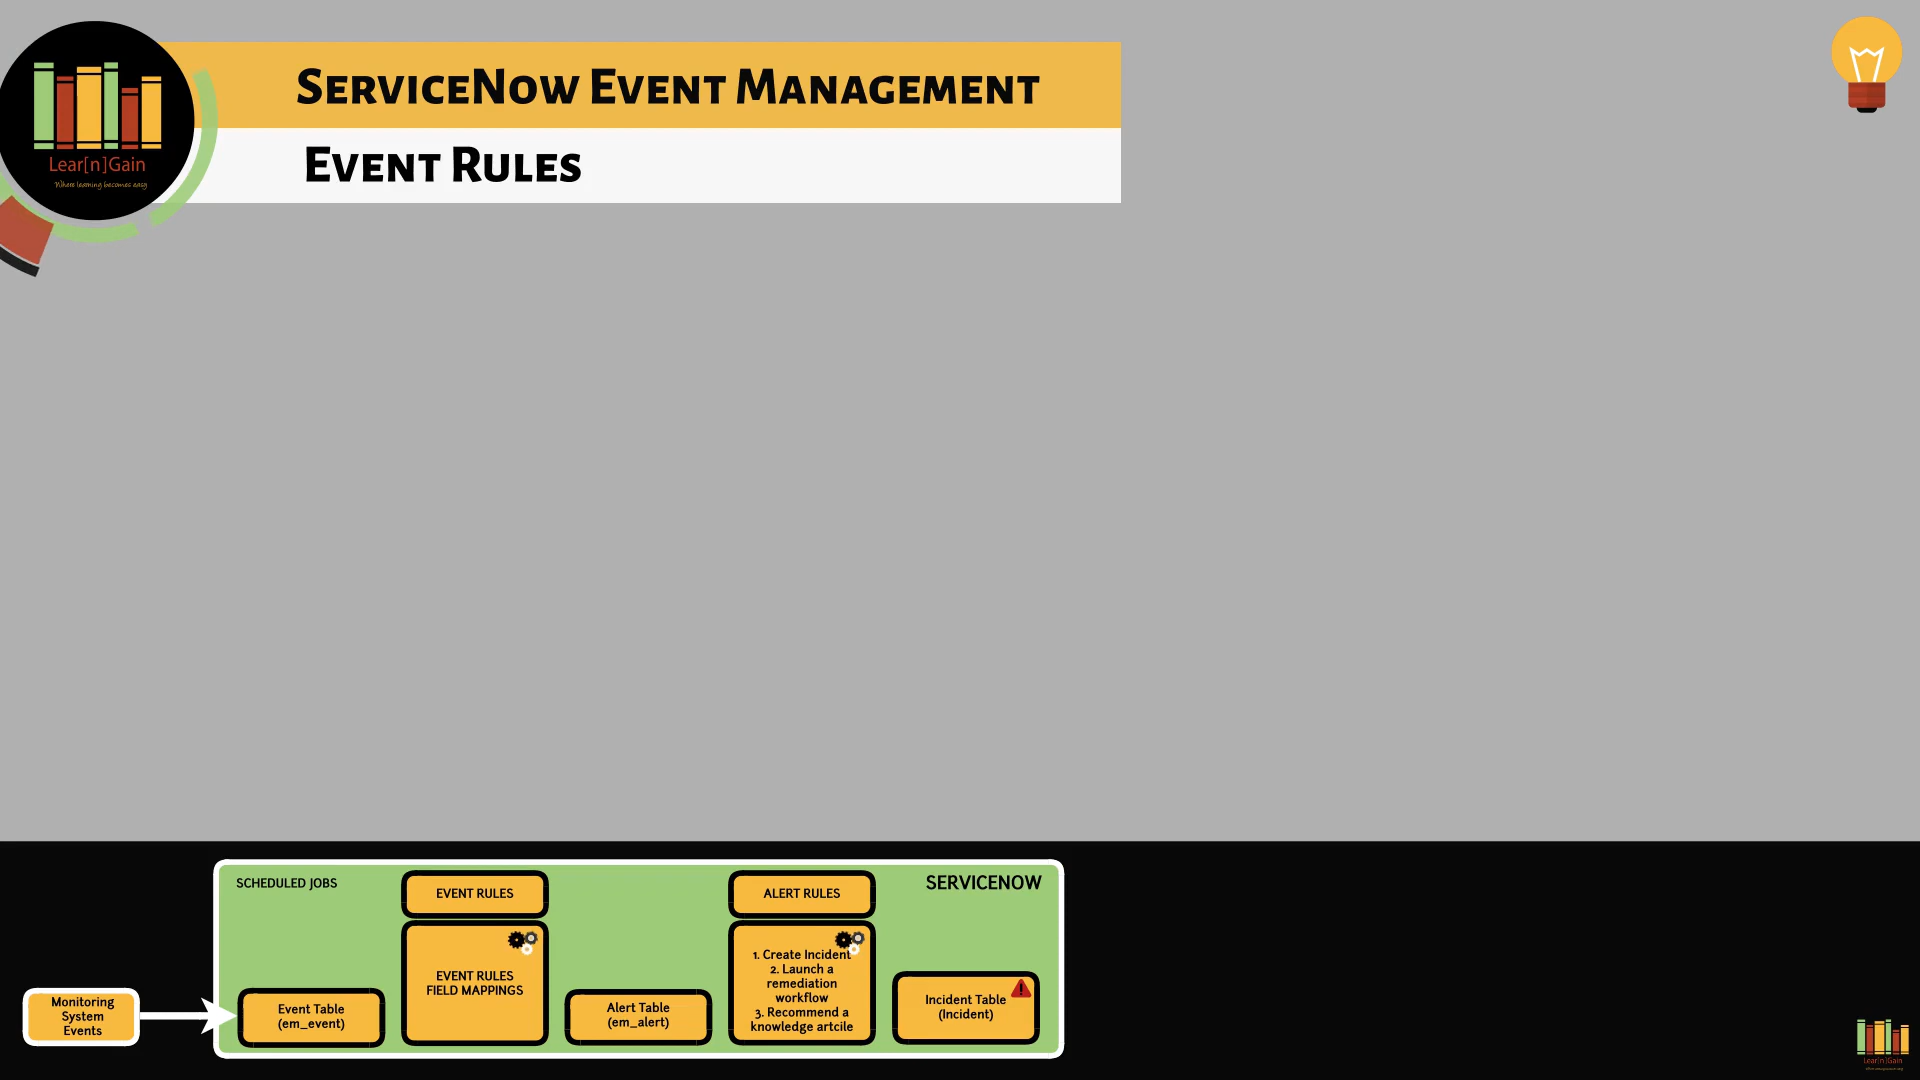 ServiceNow Event Management
Event Rules
Lear[n]Gain
Where learning becomes easy
SCHEDULED JOBS
EVENT RULES
ALERT RULES
SERVICENOW
Monitoring
System
Events
Event Table
(em_event)
EVENT RULES
FIELD MAPPINGS
Alert Table
(em_alert)
1. Create Incident
2. Launch a
remediation
workflow
3. Recommend a
knowledge artcile
Incident Table
(Incident)
Lear[n]Gain